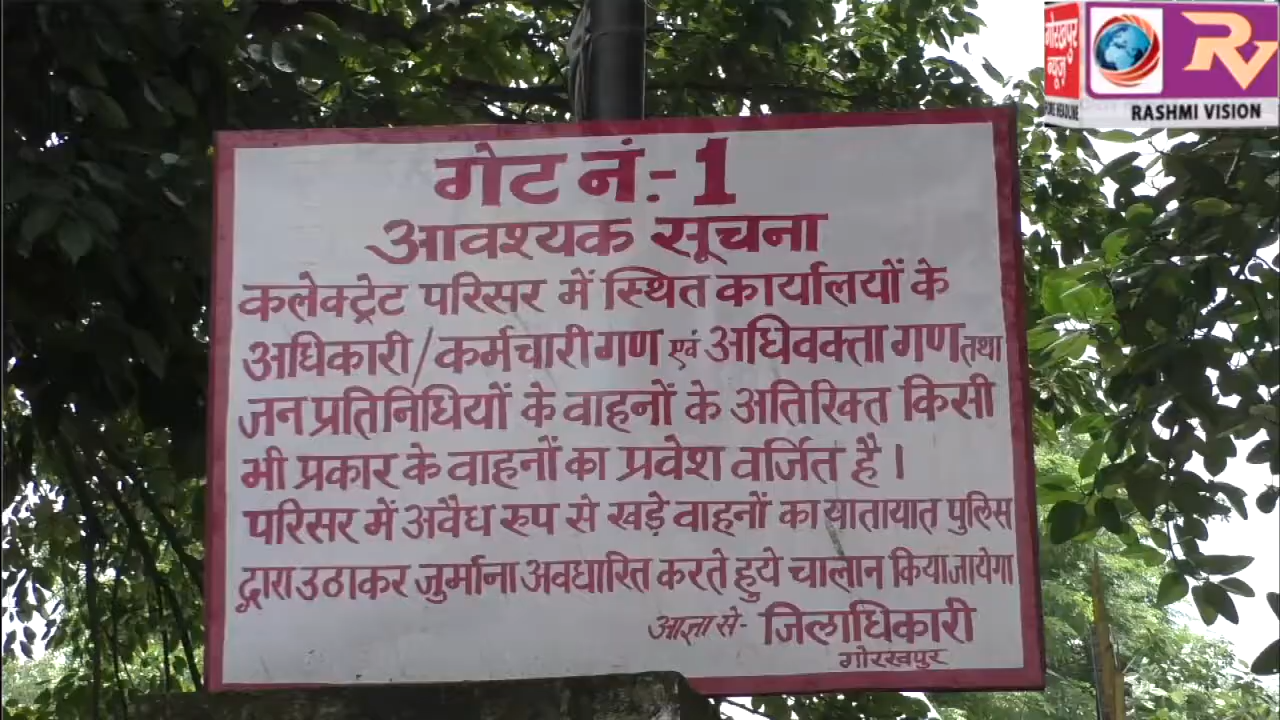 गोरखपुर
न्यूज़
RV
RASHMI VISION
गेट नं.- 1
आवश्यक सूचना
कलेक्ट्रेट परिसर में स्थित कार्यालयों के
अधिकारी/कर्मचारी गण एवं अधिवक्ता गण तथा
जन प्रतिनिधियों के वाहनों के अतिरिक्त किसी
भी प्रकार के वाहनों का प्रवेश वर्जित है।
परिसर में अवैध रुप से खड़े वाहनों का यातायात पुलिस
द्वारा उठाकर जुर्माना अवधारित करते हुये चालान किया जायेगा
आज्ञा से- जिलाधिकारी
गोरखपुर